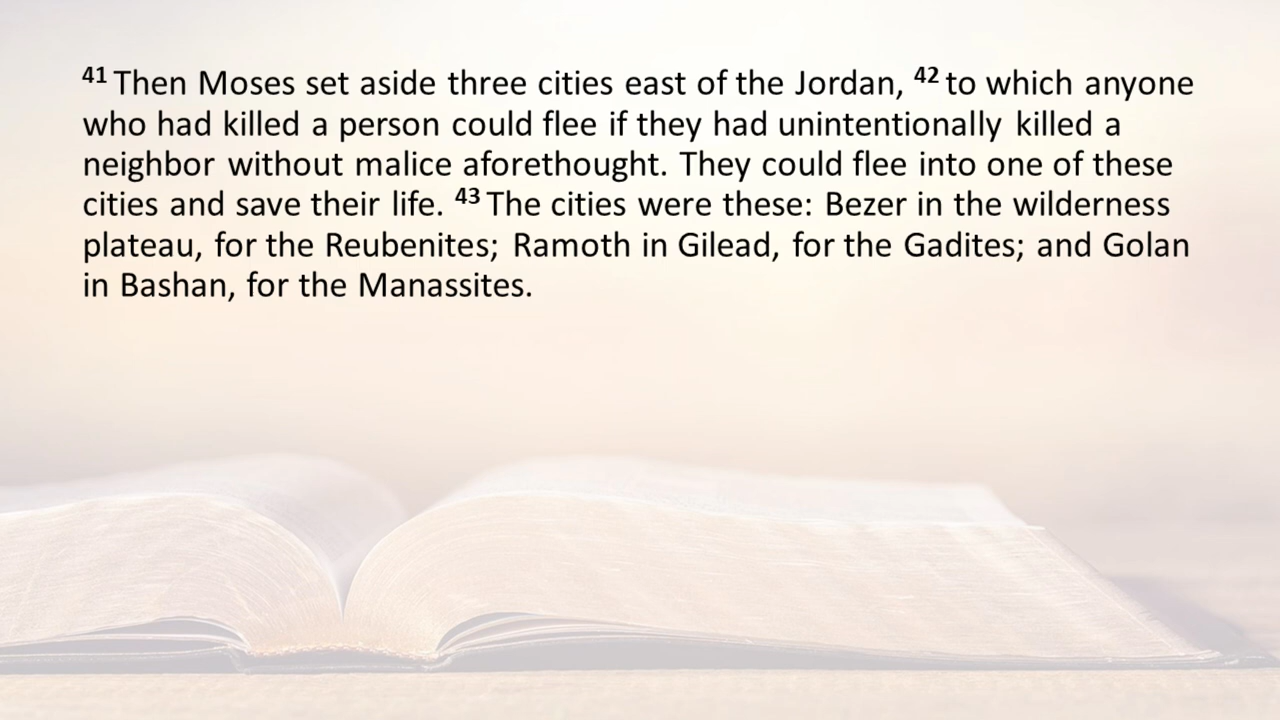 41 Then Moses set aside three cities east of the Jordan, 42 to which anyone
who had killed a person could flee if they had unintentionally killed a
neighbor without malice aforethought. They could flee into one of these
cities and save their life. 43 The cities were these: Bezer in the wilderness
plateau, for the Reubenites; Ramoth in Gilead, for the Gadites; and Golan
in Bashan, for the Manassites.